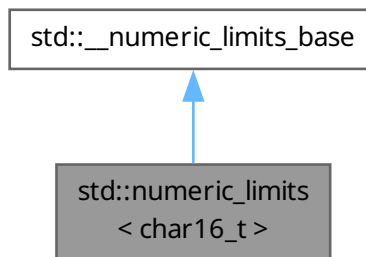 std::__numeric_limits_base
std::numeric_limits
< char16_t >